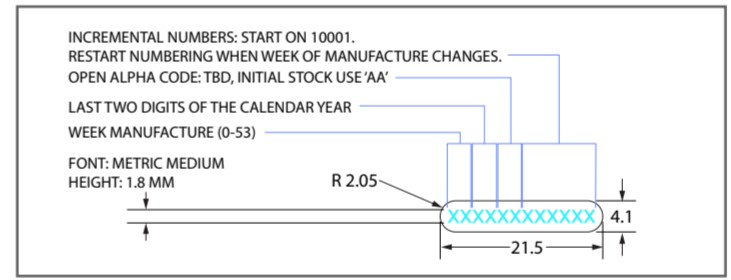 INCREMENTAL NUMBERS: START ON 10001.
RESTART NUMBERING WHEN WEEK OF MANUFACTURE CHANGES.
OPEN ALPHA CODE: TBD, INITIAL STOCK USE 'AA'
LAST TWO DIGITS OF THE CALENDAR YEAR
WEEK MANUFACTURE (0-53)
FONT: METRIC MEDIUM
HEIGHT: 1.8 MM
R 2.05
XXXXXXXXXXXX
4.1
21.5